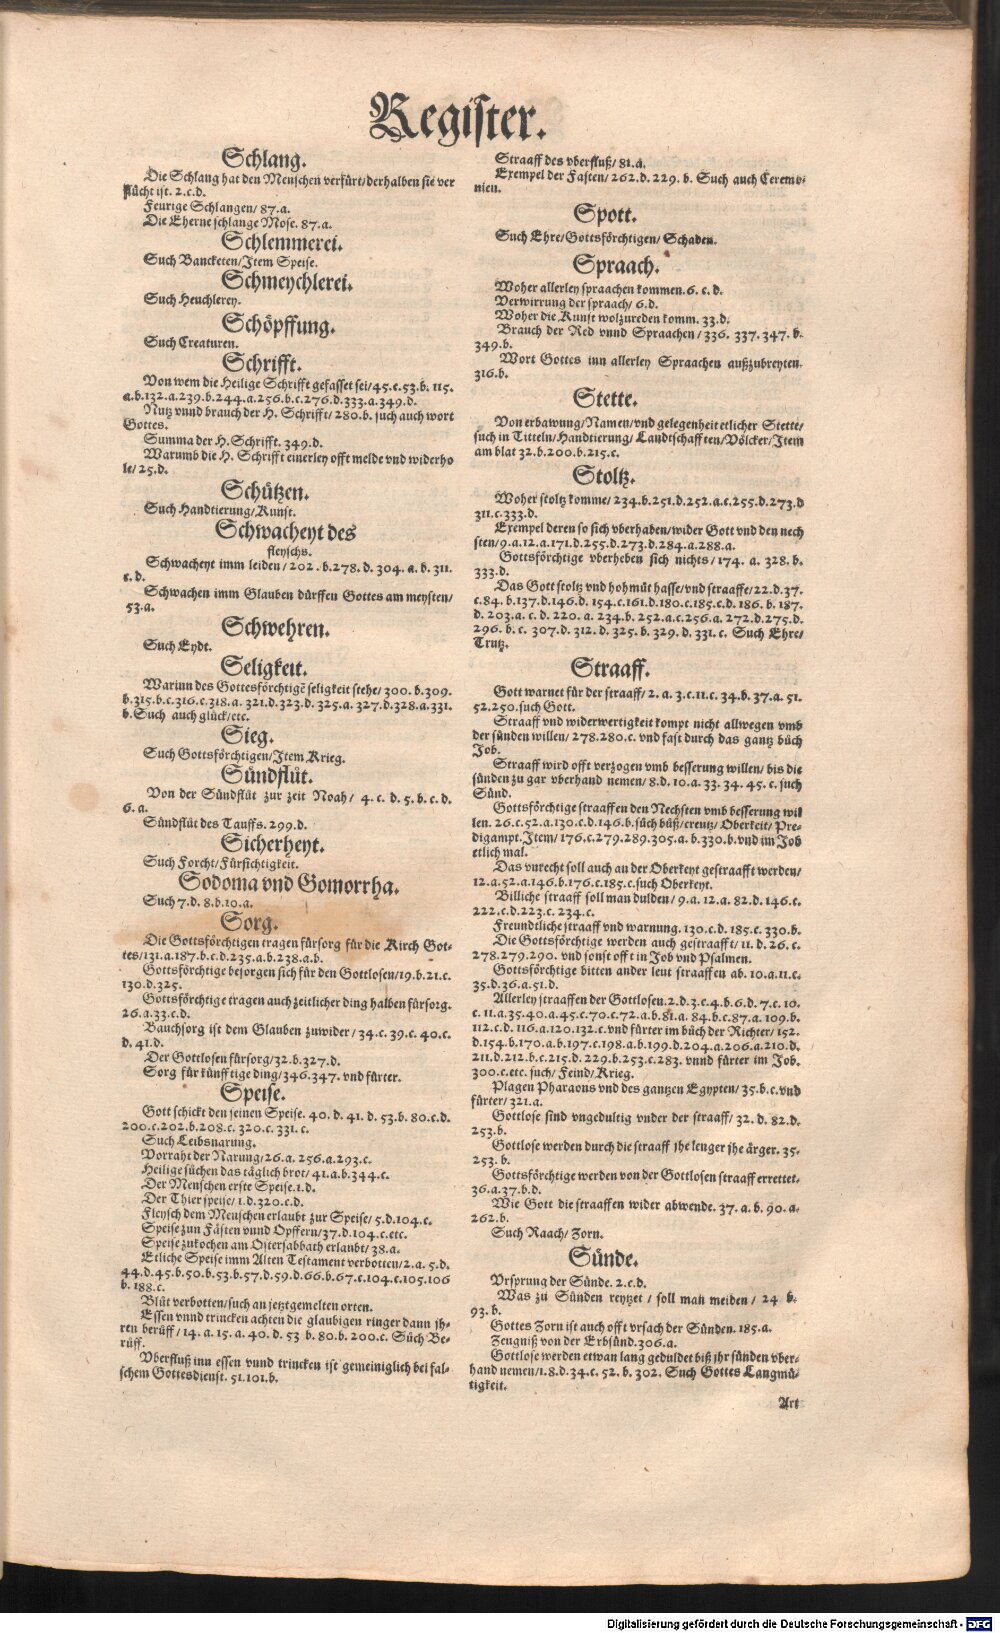 Register.
Schlang.
Die Schlang hat den Menschen verfürt/derhalben sie ver
flücht ist. 2.c.d.
Feurige Schlangen/ 87.a.
Die Eherne schlange Mose. 87.a.
Schlemmerei.
Such Bancketen/Item Speise.
Schmeychlerei.
Such Heuchlerey.
Schöpffung.
Such Creaturen.
Schrifft.
Von wem die Heilige Schrifft gefasset sei/45.c.53.b. 115.
a.b.132.a.239.b.244.a.256.b.c.276.d.333.a.349.d.
Nutz vnnd brauch der H. Schrifft/280.b. such auch wort
Gottes.
Summa der H. Schrifft. 349.d.
Warumb die H. Schrifft einerley offt melde vnd widerho
le/25.d.
Schützen.
Such Handtierung/Kunst.
Schwacheyt des
fleyschs.
Schwacheyt imm leiden/202. b.278. d. 304. a. b. 311.
c.d.
Schwachen imm Glauben dürffen Gottes am meysten/
53.a.
Schwehren.
Such Eydt.
Seligkeit.
Warinn des Gottesförchtigē seligkeit stehe/300. b.309.
b.315.b.c.316.c.318.a. 321.d.323.d. 325.a. 327.d.328.a.331.
b. Such auch glück/etc.
Sieg.
Such Gottsförchtigen/Item Krieg.
Sündflůt.
Von der Sündflüt zur zeit Noah/ 4. c. d. 5. b. c. d.
6.a.
Sündflüt des Tauffs. 299.d.
Sicherheyt.
Such Forcht/Fürsichtigkeit.
Sodoma vnd Gomorrha.
Such 7.d. 8.b.10.a.
Sorg.
Die Gottsförchtigen tragen fürsorg für die Kirch Got-
tes/131.a.187.b.c.d.235.a.b.238.a.b.
Gottsförchtige besorgen sich für den Gottlosen/19.b.21.c.
130.d.325.
Gottsförchtige tragen auch zeitlicher ding halben fürsorg.
26.a.33.c.d.
Bauchsorg ist dem Glauben zuwider/34.c.39.c. 40.c.
d. 41.d.
Der Gottlosen fürsorg/32.b.327.d.
Sorg für künfftige ding/346.347. vnd fürter.
Speise.
Gott schickt den seinen Speise. 40. d. 41. d. 53.b. 80.c.d.
200.c.202.b.208.c. 320.c. 331.c.
Such Leibsnarung.
Vorraht der Narung/26.a. 256.a.293.c.
Heilige süchen das täglich brot/41.a.b.344.c.
Der Menschen erste Speise.1.d.
Der Thier speise/1.d.320.c.d.
Fleysch dem Menschen erlaubt zur Speise/5.d.104.c.
Speise zun Fästen vnnd Opffern/37.d.104.c.etc.
Speise zukochen am Ostersabbath erlaubt/38.a.
Etliche Speise imm Alten Testament verbotten/2.a. 5.d.
44.d.45.b.50.b.53.b.57.d.59.d.66.b.67.c.104.c.105.106
b.188.c.
Blüt verbotten/such an jetztgemelten orten.
Essen vnnd trincken achten die glaubigen ringer dann jh-
ren berüff/14. a. 15. a. 40. d. 53 b. 80. b. 200.c. Such Be-
rüff.
Vberfluß inn essen vnnd trincken ist gemeiniglich bei fal-
schem Gottesdienst. 51.101.b.
Straaff des vberfluß/ 81.a.
Exempel der Fasten/262.d.229. b. Such auch Ceremo-
nien.
Spott.
Such Ehre/Gottsförchtigen/Schaden.
Spraach.
Woher allerley spraachen kommen.6. c. d.
Verwirrung der spraach/ 6.d.
Woher die Kunst wolzureden komm. 33.d.
Brauch der Red vnnd Spraachen/336. 337. 347. b.
349.b.
Wort Gottes inn allerley Spraachen außzubreyten.
316.b.
Stette.
Von erbawung/Namen/vnd gelegenheit etlicher Stette/
such in Titteln/Handtierung/Landtschafften/Völcker/Item
am blat 32.b.200.b.215.c.
Stoltz.
Woher stoltz komme/234.b.251.d.252.a.c.255.d.273.d
311.c.333.d.
Exempel deren so sich vberhaben/wider Gott vnd den nech
sten/9.a.12.a.171.d.255.d.273.d.284.a.288.a.
Gottsförchtige vberheben sich nichts/174. a. 328. b.
333.d.
Das Gott stoltz vnd hohmüt hasse/vnd straaffe/22.d.37.
c.84. b.137.d.146.d. 154.c.161.d.180.c.185.c.d. 186. b. 187.
d. 203.a. c. d. 220. a. 234.b. 252.a.c.256.a. 272.d.275.d.
296. b. c. 307.d. 312. d. 325. b. 329. d. 331. c. Such Ehre/
Trutz.
Straaff.
Gott warnet für der straaff/2. a. 3.c.11.c. 34.b. 37.a. 51.
52.250.such Gott.
Straaff vnd widerwertigkeit kompt nicht allwegen vmb
der sünden willen/278.280.c. vnd fast durch das gantz büch
Job.
Straaff wird offt verzogen vmb besserung willen/bis die
sünden zu gar vberhand nemen/8.d. 10.a. 33. 34. 45. c. such
Sünd.
Gottsförchtige straaffen den Nechsten vmb besserung wil
len. 26.c.52.a.130.c.d.146.b. süch büß/creutz/Oberkeit/Pre-
digampt.Item/176.c.279.289.305.a. b.330.b.vnd im Job
etlich mal.
Das vnrecht soll auch an der Oberkeyt gestraafft werden/
12.a.52.a.146.b.176.c.185.c.such Oberkeyt.
Billiche straaff soll man dulden/9.a. 12.a. 82.d. 146.c.
222.c.d.223.c. 234.c.
Freundtliche straaff vnd warnung. 130.c.d. 185.c. 330.b.
Die Gottsförchtige werden auch gestraafft/11. d. 26. c.
278.279.290. vnd sonst offt in Job vnd Psalmen.
Gottsförchtige bitten ander leut straaffen ab. 10.a.11.c.
35.d.36.a.51.d.
Allerley straaffen der Gottlosen.2.d.3.c.4.b.6.d. 7.c. 10.
c. 11.a.35.40.a.45.c.70.c.72.a.b.81.a. 84.b.c.87.a. 109.b.
112.c.d. 116.a.120.132.c.vnd fürter im büch der Richter/152.
d.154.b.170.a.b.197.c.198.a.b.199.d.204.a.206.a.210.d.
211.d.212.b.c.215.d. 229.b.253.c.283. vnnd fürter im Job.
300.c.etc. such/Feind/Krieg.
Plagen Pharaons vnd des gantzen Egypten/35.b.c.vnd
fürter/321.a.
Gottlose sind vngedultig vnder der straaff/32. d. 82.d.
253.b.
Gottlose werden durch die straaff jhe lenger jhe ärger. 35.
253. b.
Gottsförchtige werden von der Gottlosen straaff errettet.
36.a.37.b.d.
Wie Gott die straaffen wider abwende. 37. a. b. 90. a.
262.b.
Such Raach/Zorn.
Sünde.
Vrsprung der Sünde. 2.c.d.
Was zü Sünden reytzet / soll man meiden/ 24 b.
93. b.
Gottes Zorn ist auch offt vrsach der Sünden. 185.a.
Zeugniß von der Erbsünd.306.a.
Gottlose werden etwan lang geduldet biß jhr sünden vber-
hand nemen/1.8.d.34.c. 52. b. 302. Such Gottes Langmü-
tigkeit.
Art
Digitalisierung gefördert durch die Deutsche Forschungsgemeinschaft - DFG